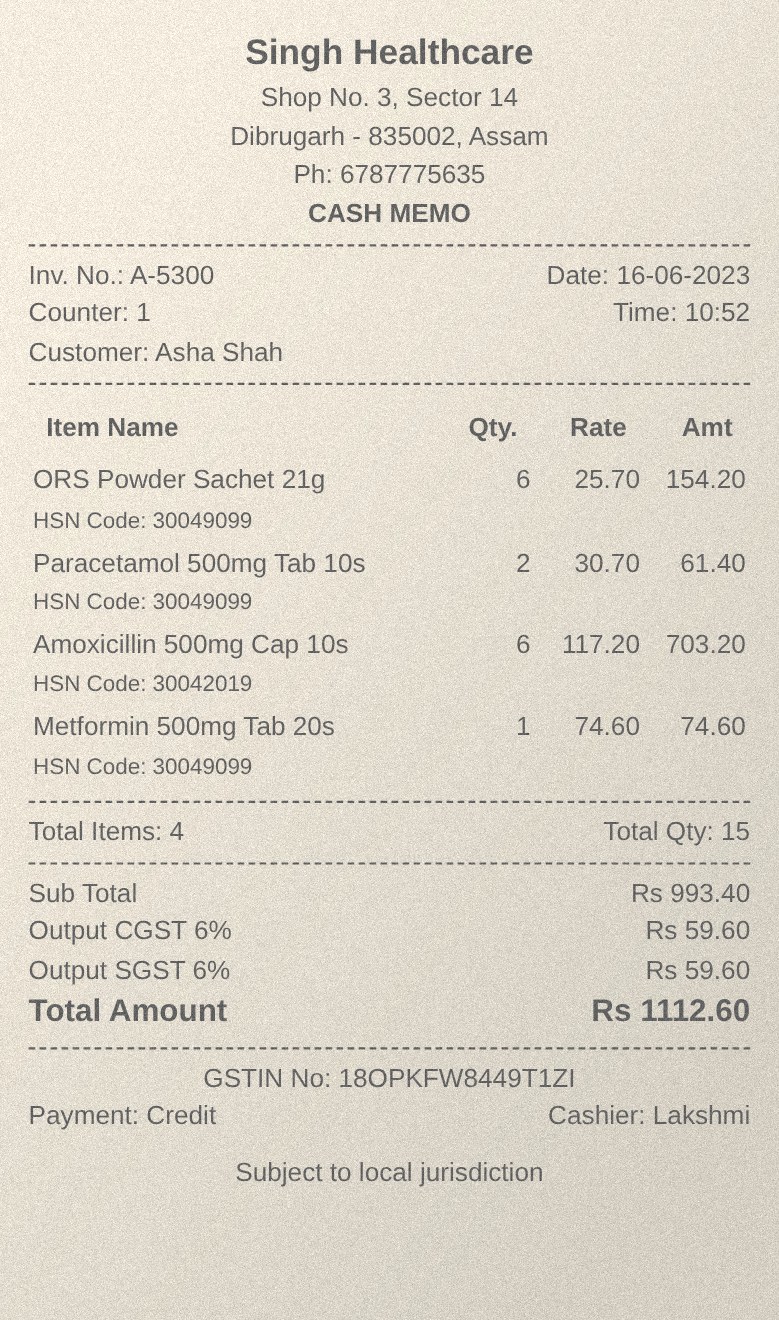 Singh Healthcare
Shop No. 3, Sector 14
Dibrugarh - 835002, Assam
Ph: 6787775635
CASH MEMO
Inv. No.: A-5300 Date: 16-06-2023
Counter: 1 Time: 10:52
Customer: Asha Shah
Item Name Qty. Rate Amt
ORS Powder Sachet 21g 6 25.70 154.20
HSN Code: 30049099
Paracetamol 500mg Tab 10s 2 30.70 61.40
HSN Code: 30049099
Amoxicillin 500mg Cap 10s 6 117.20 703.20
HSN Code: 30042019
Metformin 500mg Tab 20s 1 74.60 74.60
HSN Code: 30049099
Total Items: 4 Total Qty: 15
Sub Total Rs 993.40
Output CGST 6% Rs 59.60
Output SGST 6% Rs 59.60
Total Amount Rs 1112.60
GSTIN No: 18OPKFW8449T1ZI
Payment: Credit Cashier: Lakshmi
Subject to local jurisdiction